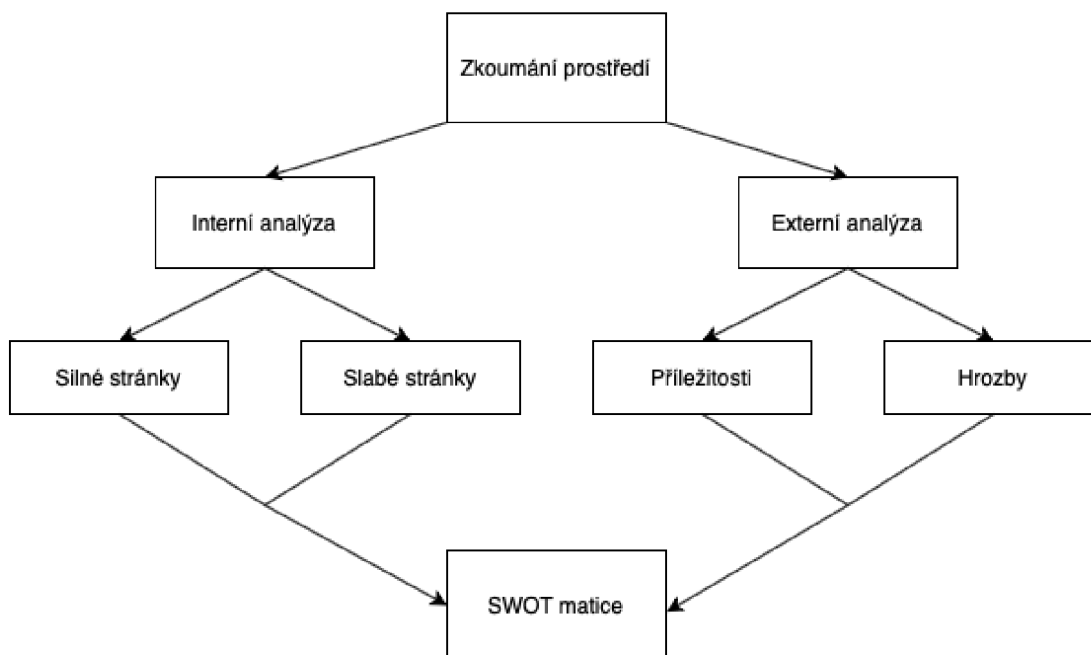 Zkoumání prostředí
Interní analýza
Externí analýza
Silné stránky
Slabé stránky
Příležitosti
Hrozby
SWOT matice